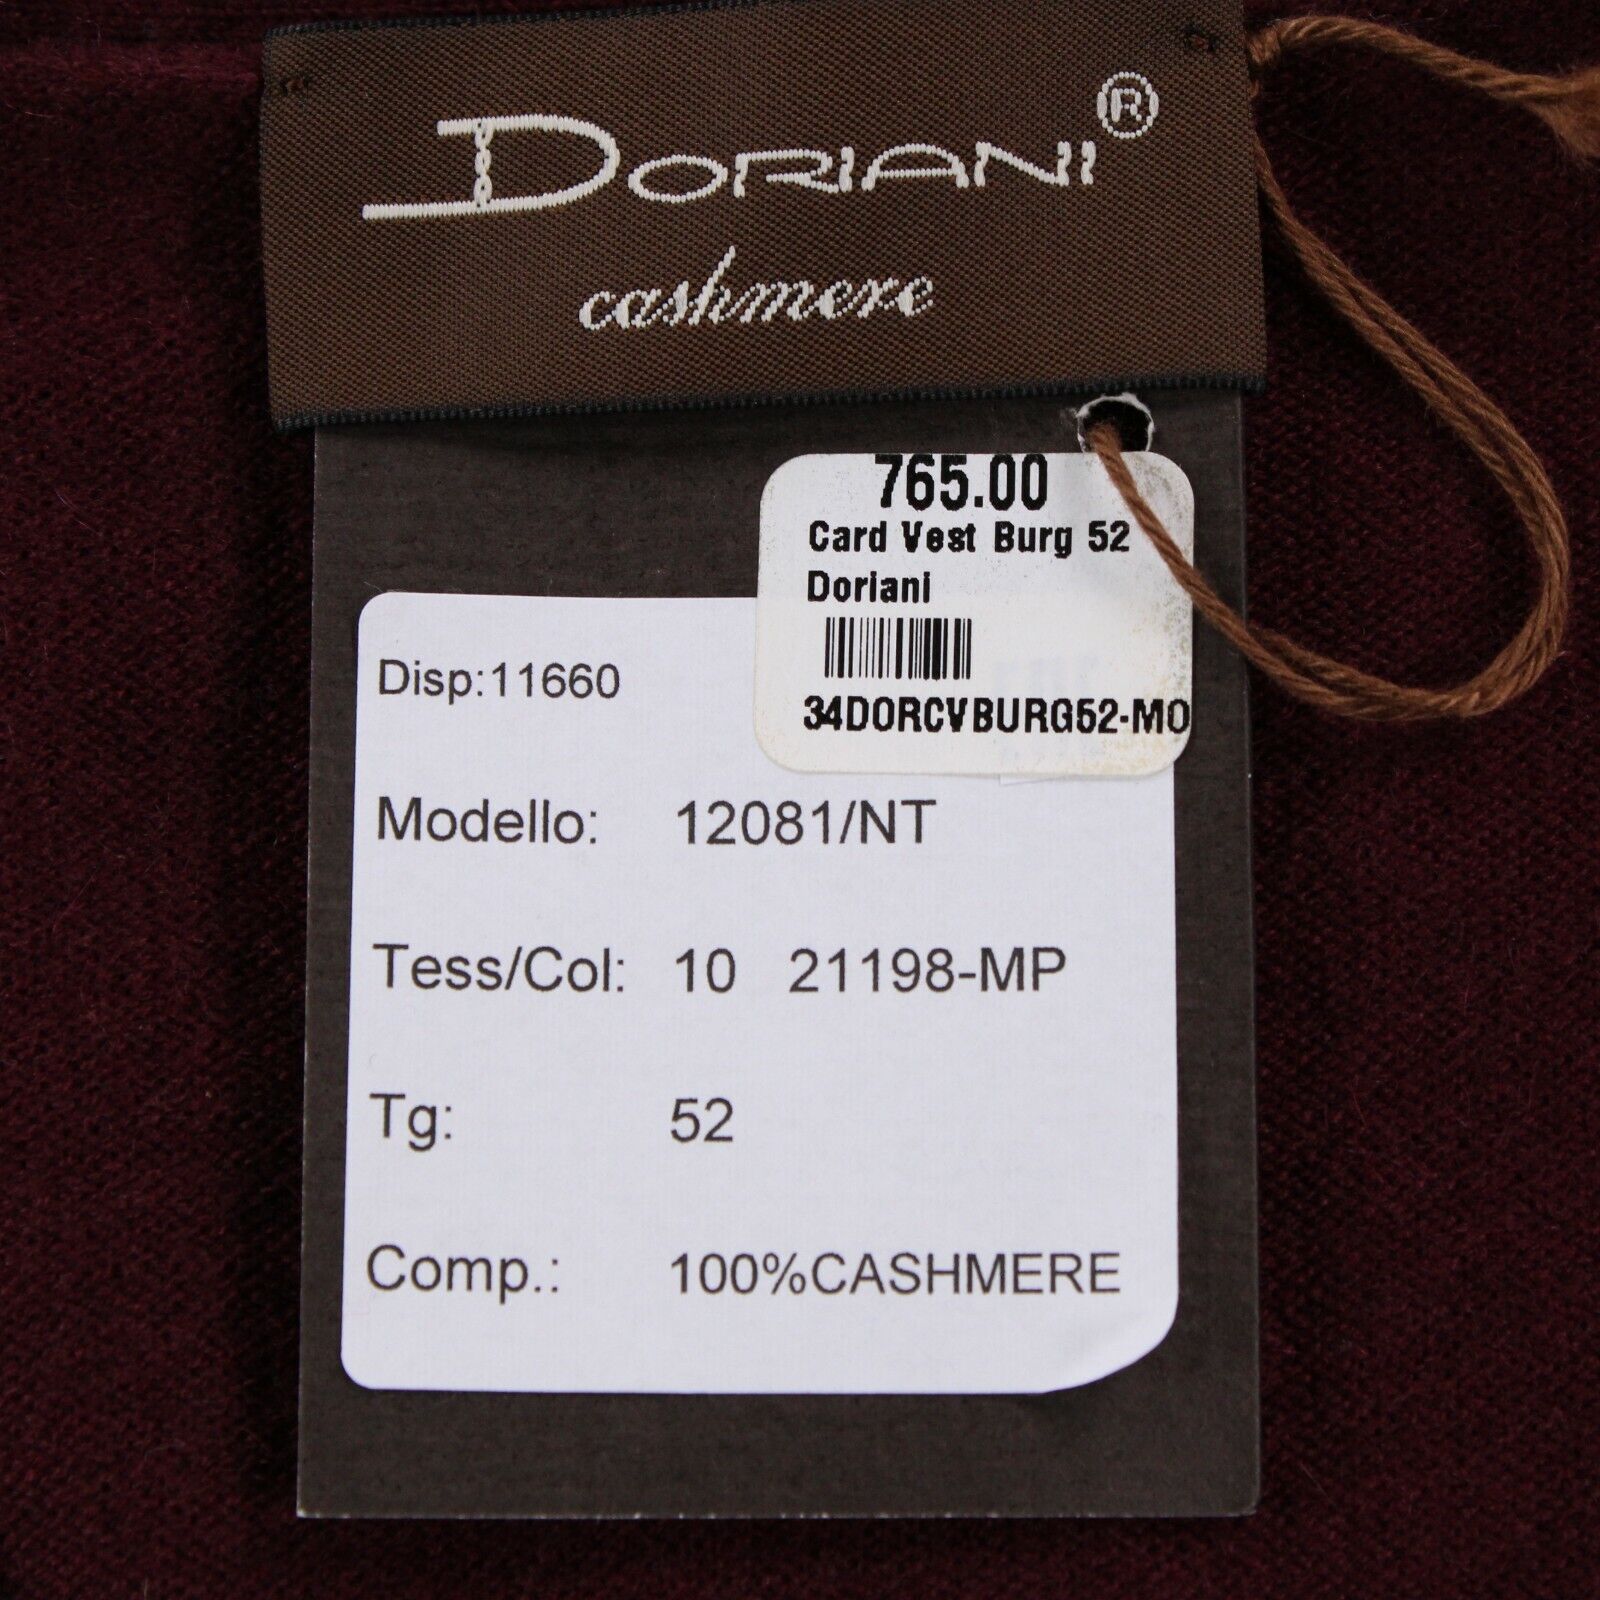 DORIANI®
cashmere
765.00
Card Vest Burg 52
Doriani
34DORCVBURG52-MO
Disp:11660
Modello: 12081/NT
Tess/Col: 10 21198-MP
Tg: 52
Comp.: 100%CASHMERE